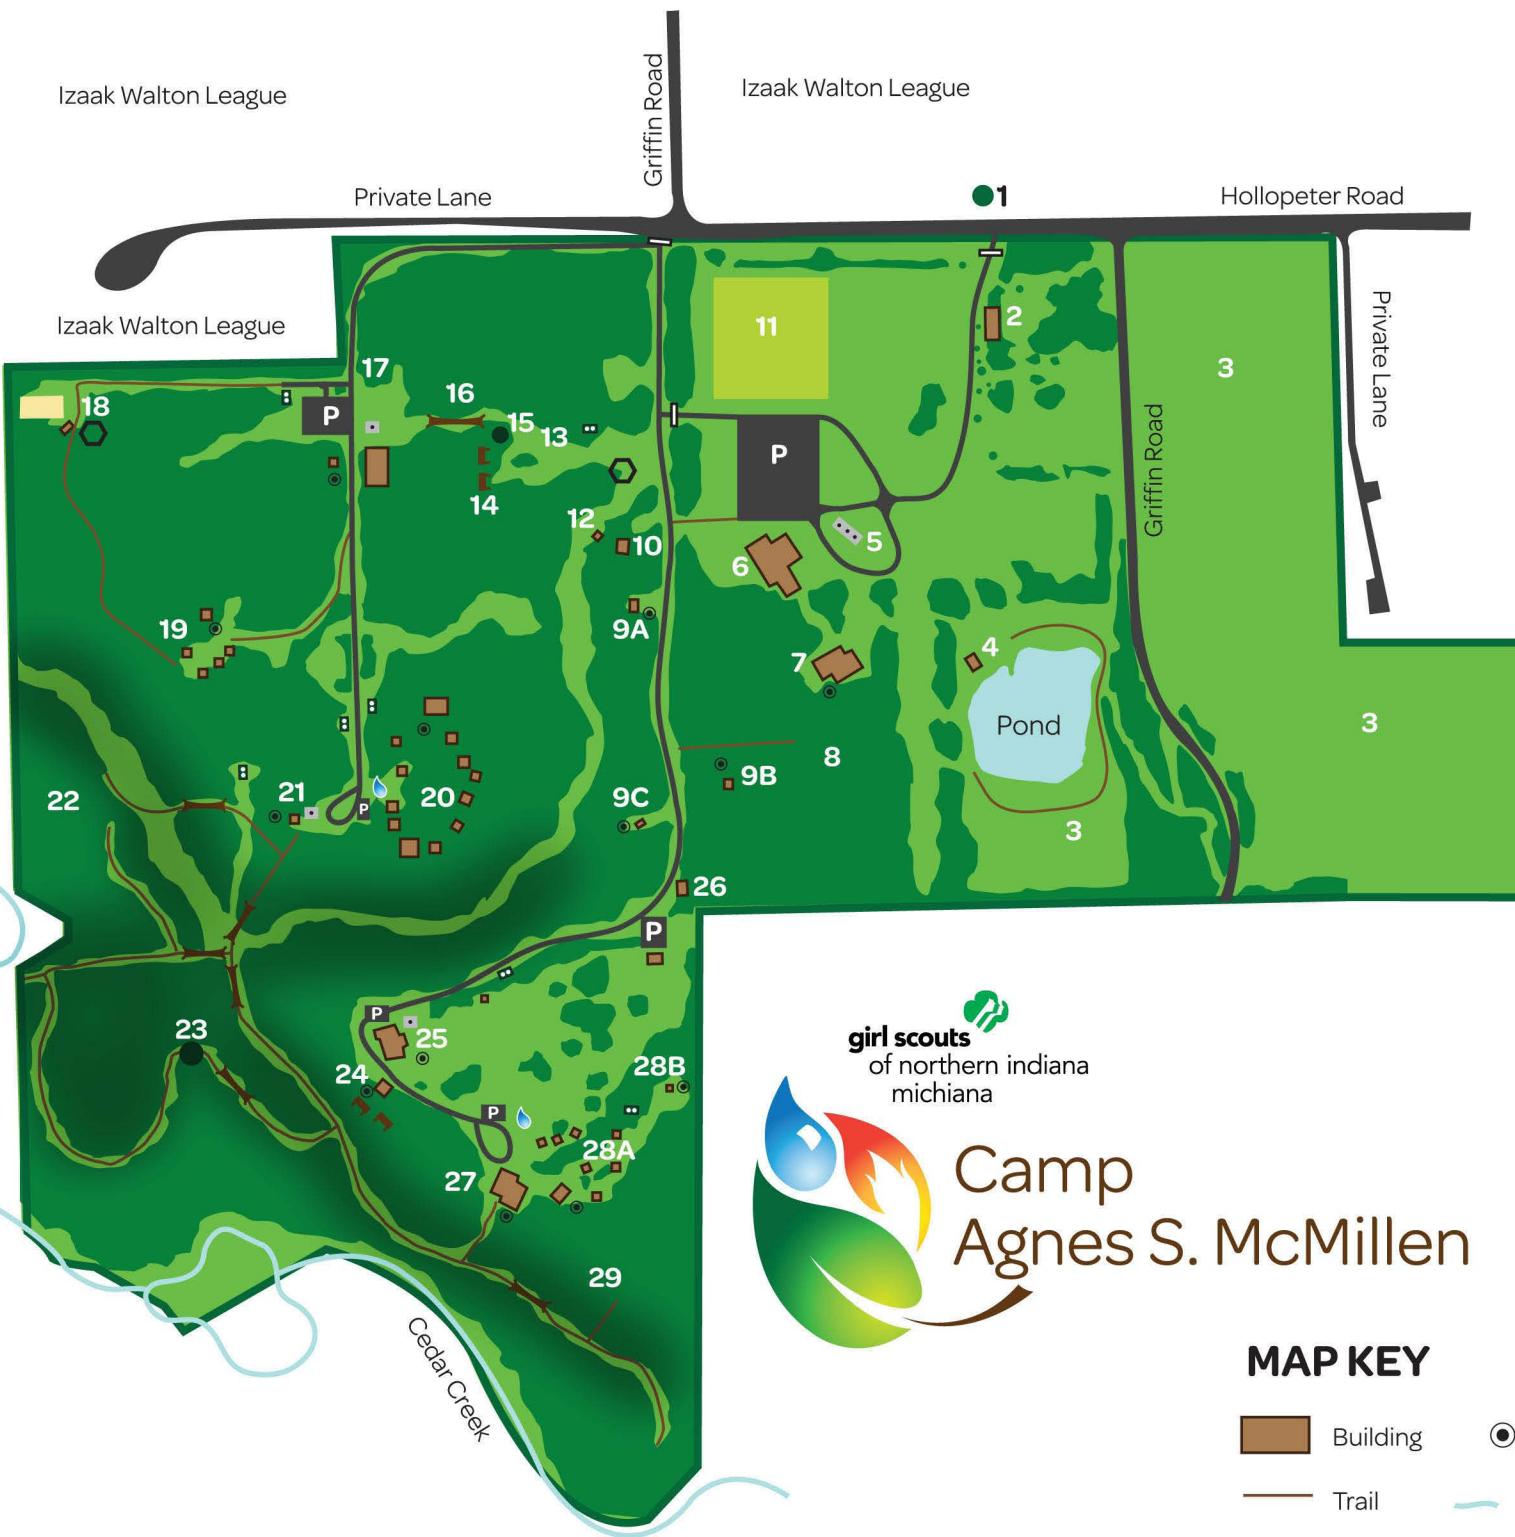 Izaak Walton League
Griffin Road
Izaak Walton League
Private Lane
1
Hollopeter Road
Izaak Walton League
Private Lane
2
11
3
17
16
18
P
15
13
P
Griffin Road
14
12
10
5
6
9A
19
7
4
Pond
3
8
9B
22
21
20
P
9C
3
26
P
P
25
23
24
28B
P
28A
27
29
Cedar Creek
girl scouts
of northern indiana
michiana
Camp
Agnes S. McMillen
MAP KEY
Building
Trail